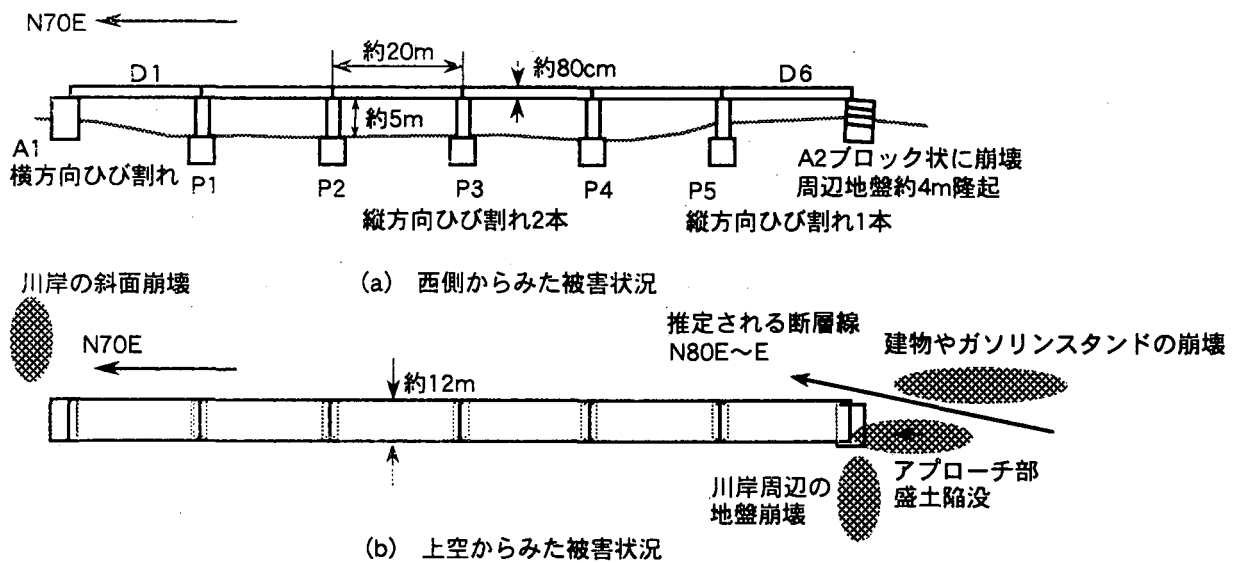 N70E
約20m
D1
約80cm
D6
約5m
A1
横方向ひび割れ
P1
P2
P3
P4
P5
A2ブロック状に崩壊
周辺地盤約4m隆起
縦方向ひび割れ2本
縦方向ひび割れ1本
(a) 西側からみた被害状況
川岸の斜面崩壊
推定される断層線
N80E～E
建物やガソリンスタンドの崩壊
N70E
約12m
川岸周辺の
地盤崩壊
アプローチ部
盛土陥没
(b) 上空からみた被害状況